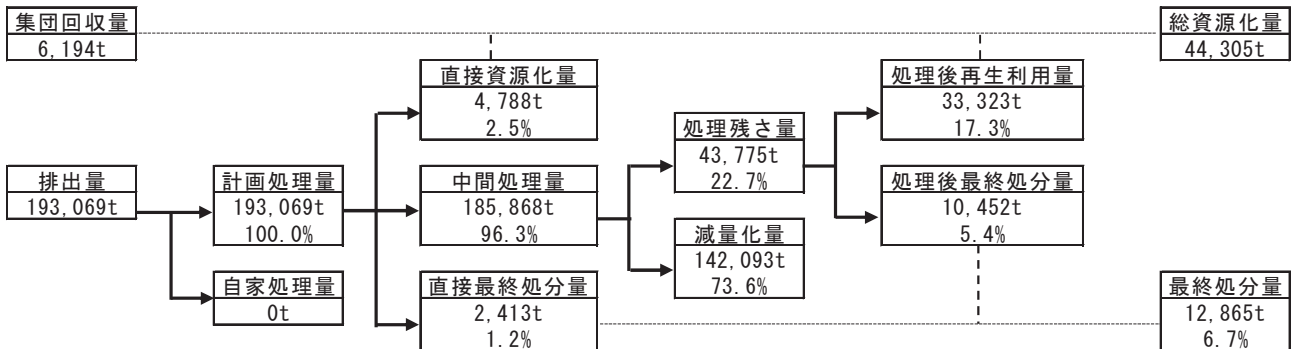 集団回収量
6,194t
総資源化量
44,305t
直接資源化量
4,788t
2.5%
処理後再生利用量
33,323t
17.3%
処理残さ量
43,775t
22.7%
排出量
193,069t
計画処理量
193,069t
100.0%
中間処理量
185,868t
96.3%
処理後最終処分量
10,452t
5.4%
減量化量
142,093t
73.6%
自家処理量
0t
直接最終処分量
2,413t
1.2%
最終処分量
12,865t
6.7%